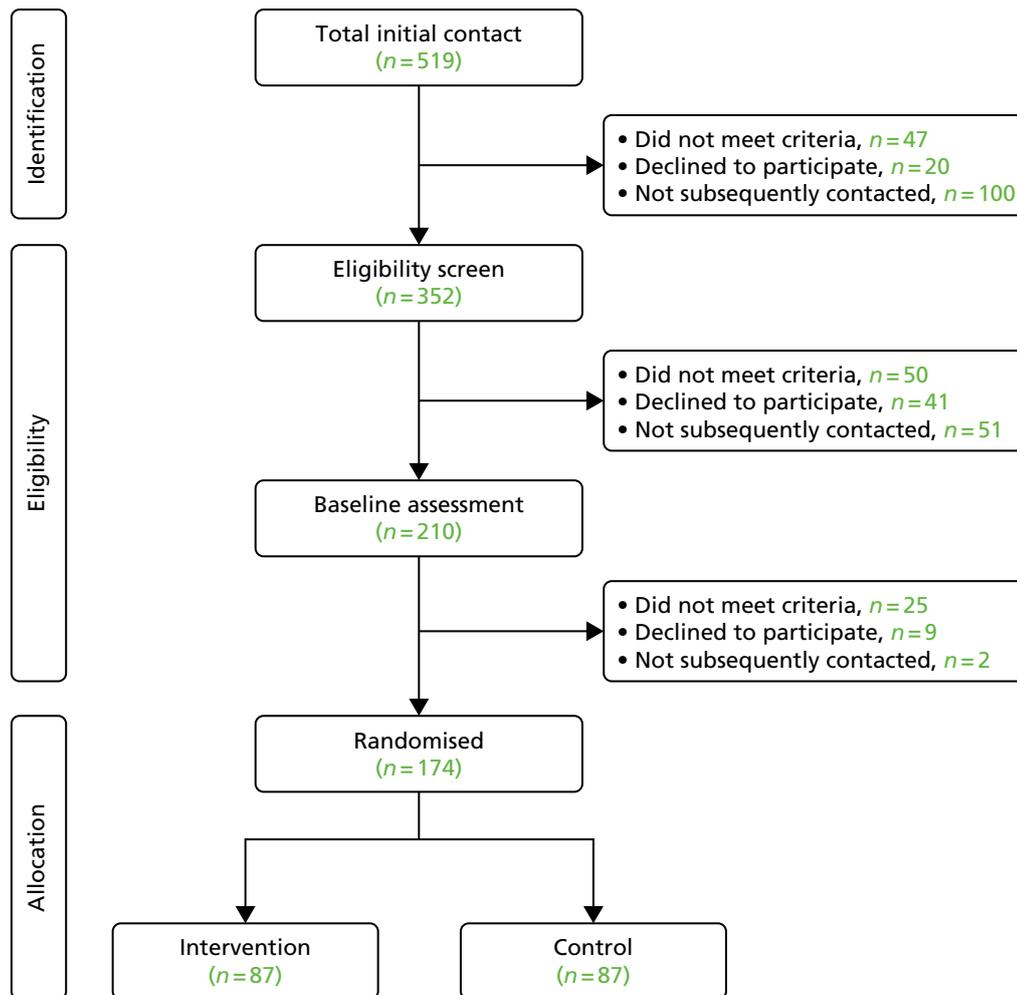 Identification
Total initial contact
(n = 519)
• Did not meet criteria, n = 47
• Declined to participate, n = 20
• Not subsequently contacted, n = 100
Eligibility
Eligibility screen
(n = 352)
• Did not meet criteria, n = 50
• Declined to participate, n = 41
• Not subsequently contacted, n = 51
Baseline assessment
(n = 210)
• Did not meet criteria, n = 25
• Declined to participate, n = 9
• Not subsequently contacted, n = 2
Allocation
Randomised
(n = 174)
Intervention
(n = 87)
Control
(n = 87)